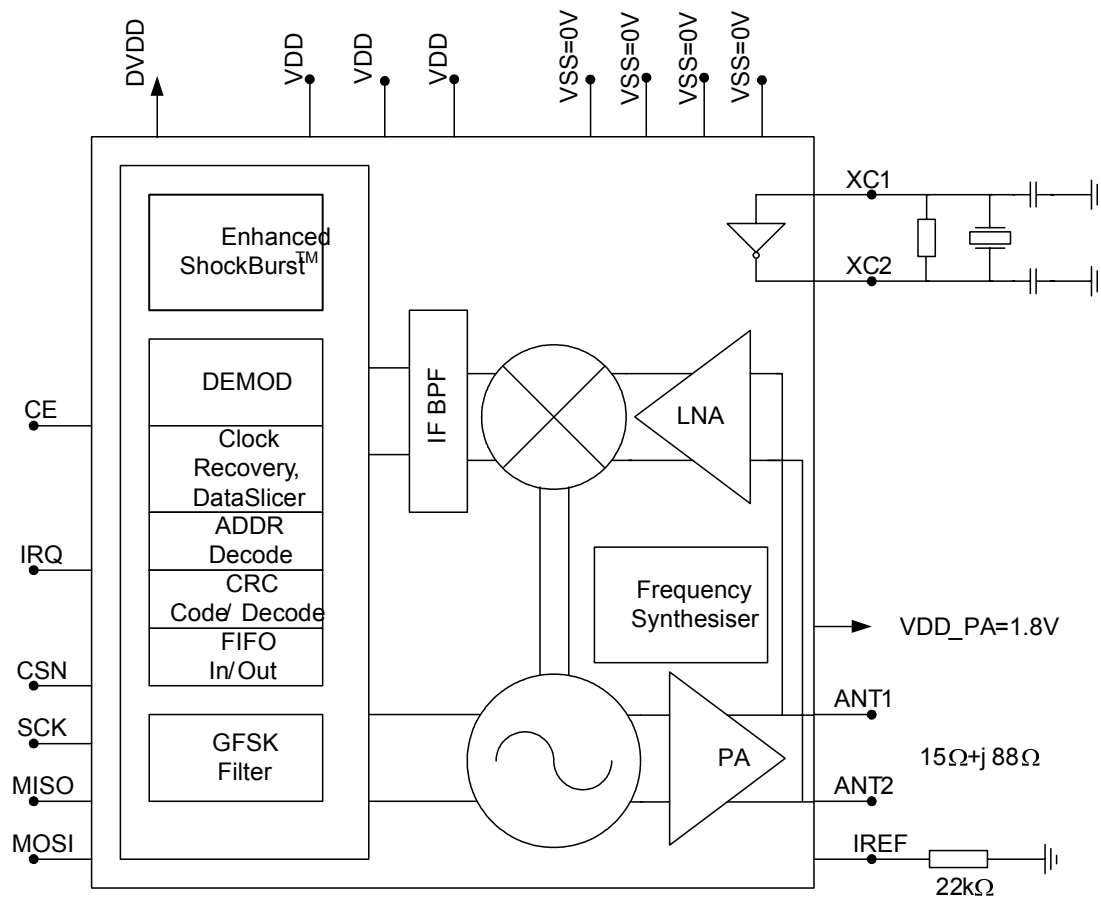 DVDD
VDD
VDD
VDD
VSS=0V
VSS=0V
VSS=0V
VSS=0V
XC1
XC2
Enhanced
ShockBurst™
DEMOD
Clock
Recovery,
DataSlicer
ADDR
Decode
CRC
Code/ Decode
FIFO
In/Out
GFSK
Filter
IF BPF
LNA
Frequency
Synthesiser
PA
CE
IRQ
CSN
SCK
MISO
MOSI
VDD_PA=1.8V
ANT1
15Ω+j 88Ω
ANT2
IREF
22kΩ